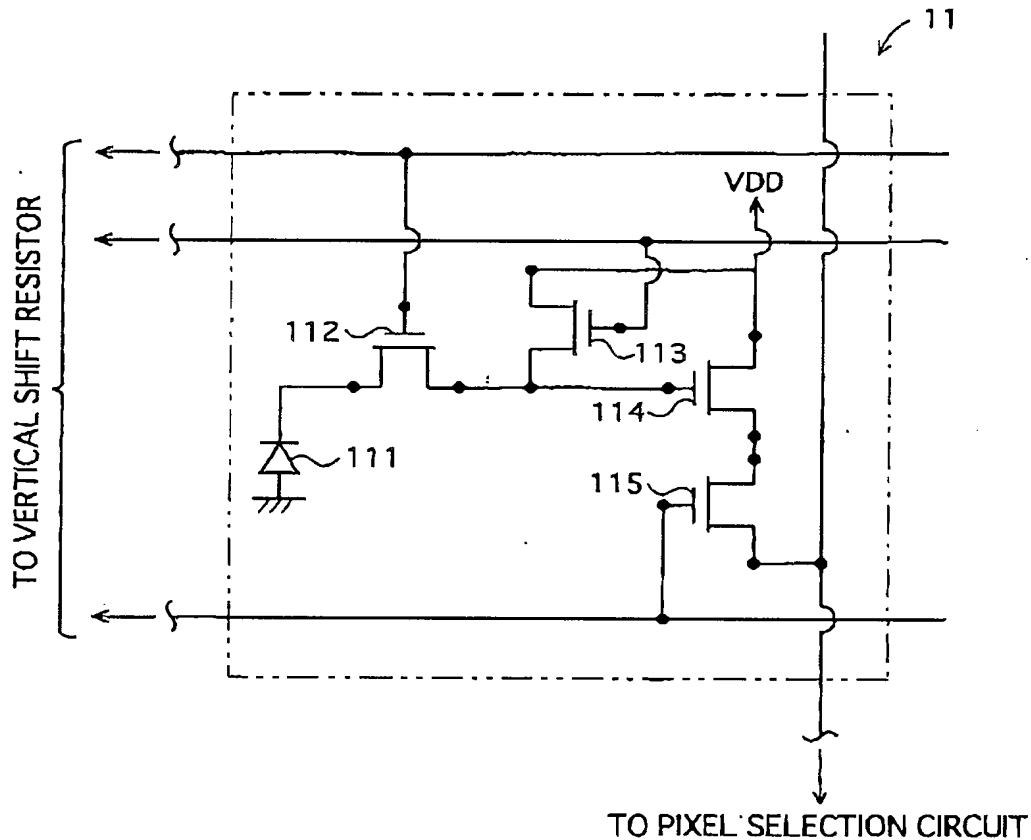 11
VDD
TO VERTICAL SHIFT RESISTOR
112
113
114
111
115
TO PIXEL SELECTION CIRCUIT